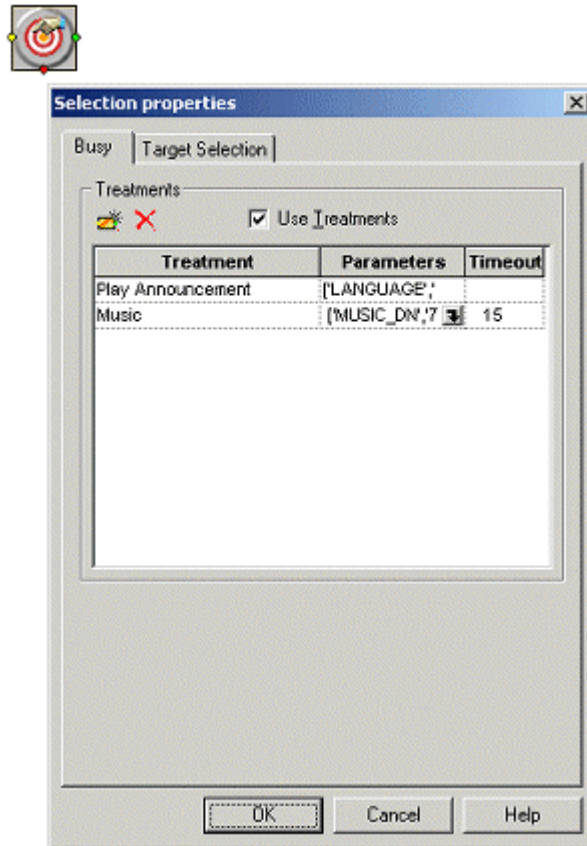 Selection properties
Busy Target Selection
Treatments
Use Treatments
Treatment Parameters Timeout
Play Announcement ['LANGUAGE','
Music ['MUSIC_DN','7 15
OK Cancel Help